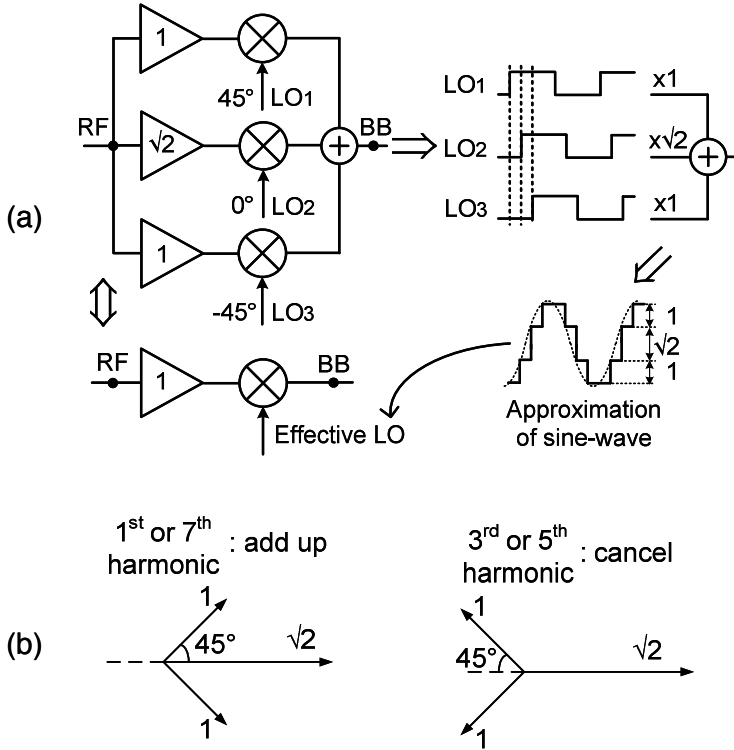 (a)
1
45° LO1
RF
√2
BB
0° LO2
1
-45° LO3
RF
1
BB
Effective LO
LO1
x1
LO2
x√2
LO3
x1
1
√2
1
Approximation
of sine-wave
(b)
1st or 7th
harmonic : add up
1
45°
√2
1
3rd or 5th
harmonic : cancel
1
45°
√2
1